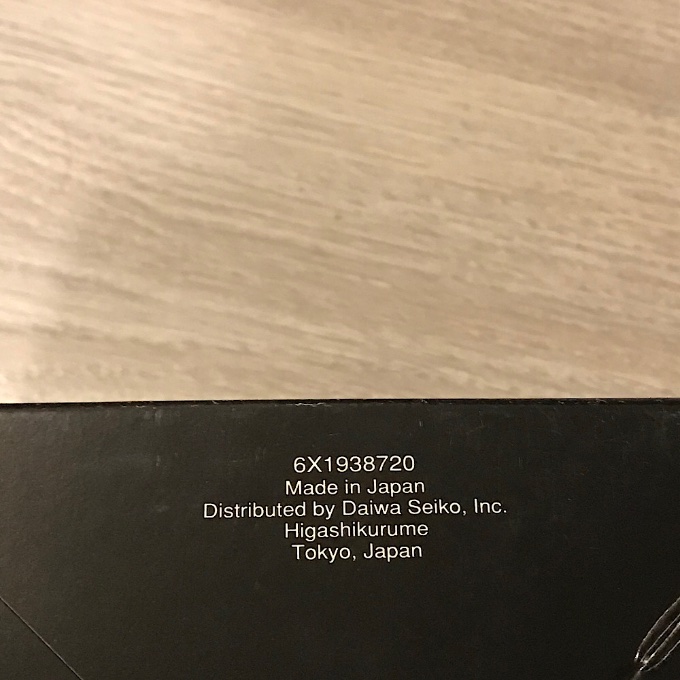 6X1938720
Made in Japan
Distributed by Daiwa Seiko, Inc.
Higashikurume
Tokyo, Japan